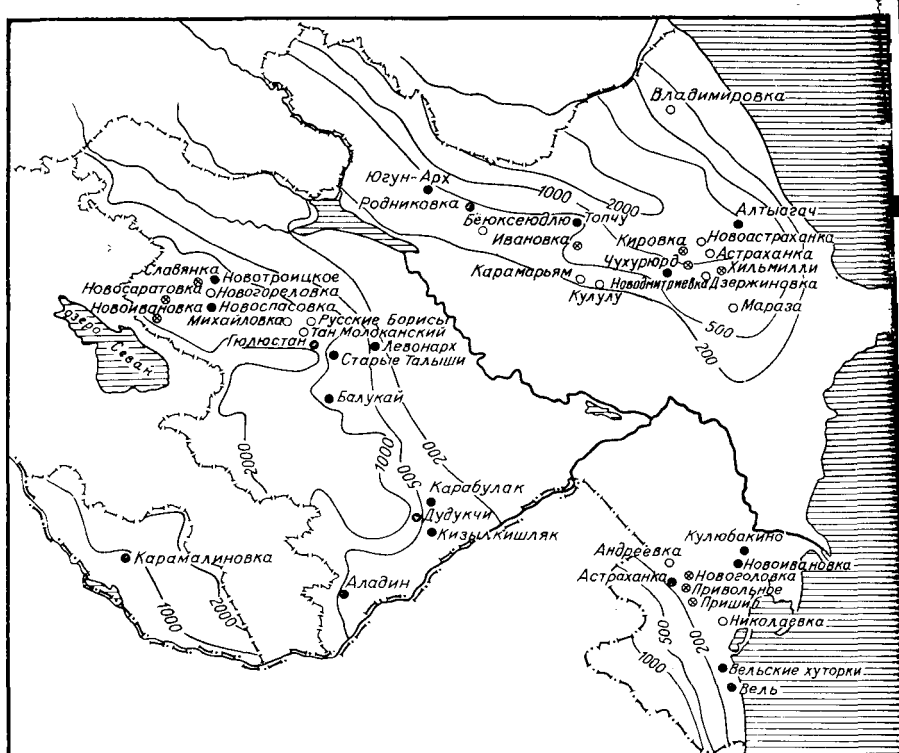 Владимировка
Югун-Арх
Родниковка
1000
2000
Беюксеюдлю
Топчу
Ивановка
Алтыагач
Кировка
Новоастраханка
Астраханка
Чухурюрд
Хильмилли
Новодмитриевка
Дзержиновка
Карамарьям
Кулулу
Мараза
500
200
Славянка
Новотроицкое
Новосаратовка
Новогореловка
Новоивановка
Новоспасовка
Михайловка
Русские Борисы
Тан Молдканский
Гюлюстан
Левонарх
Старые Талыши
озеро
Севан
Балукай
2000
1000
500
200
Карабулак
Дудукчи
Кизылкишляк
Карамалиновка
Аладин
1000
2000
Кулюбакино
Андреевка
Новоивановка
Астраханка
Новоголовка
Привольное
Пришиб
Николаевка
500
200
1000
Вельские хуторки
Вель